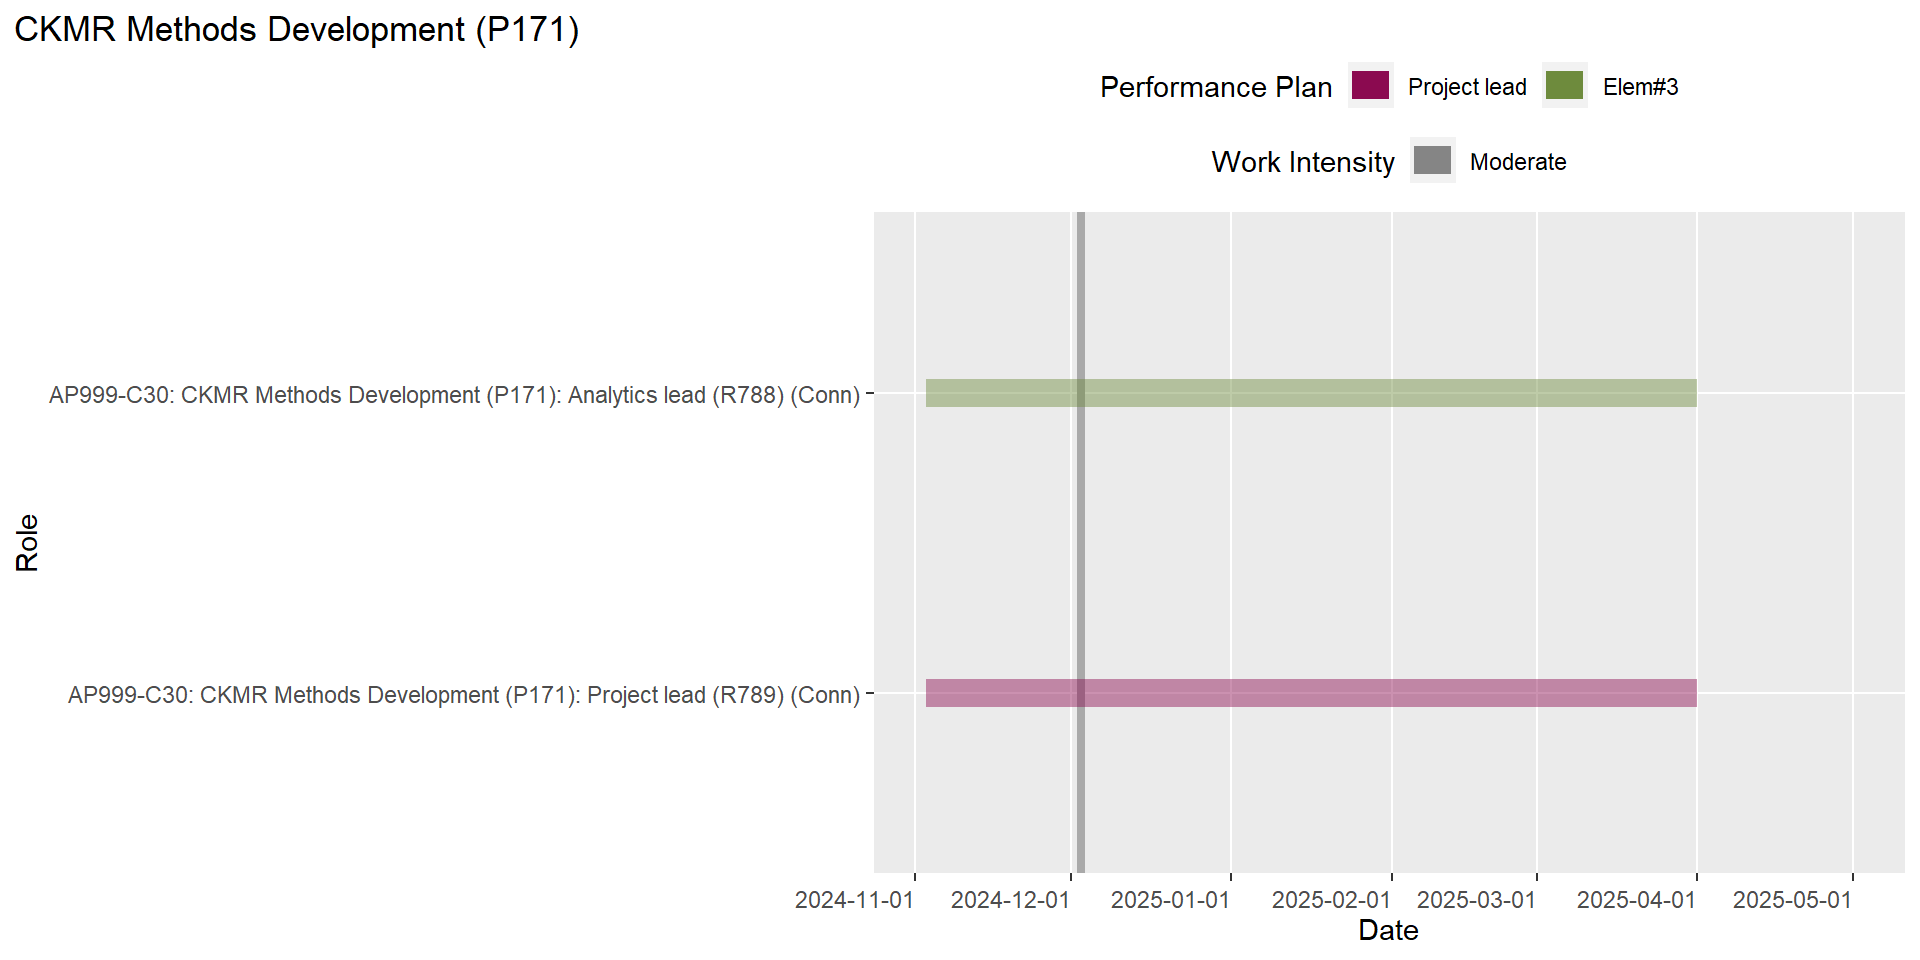 CKMR Methods Development (P171)
Performance Plan Project lead Elem#3
Work Intensity Moderate
AP999-C30: CKMR Methods Development (P171): Analytics lead (R788) (Conn)
Role
AP999-C30: CKMR Methods Development (P171): Project lead (R789) (Conn)
2024-11-01 2024-12-01 2025-01-01 2025-02-01 2025-03-01 2025-04-01 2025-05-01
Date